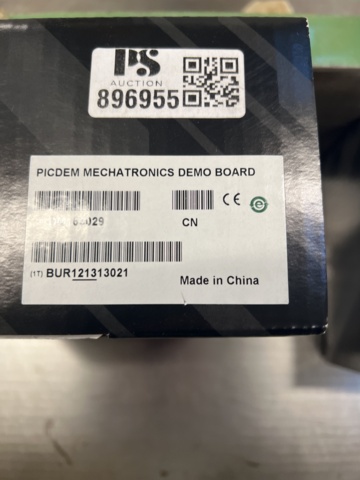 PS
AUCTION
896955
PICDEM MECHATRONICS DEMO BOARD
CE
CN
(1T) BUR121313021
Made in China